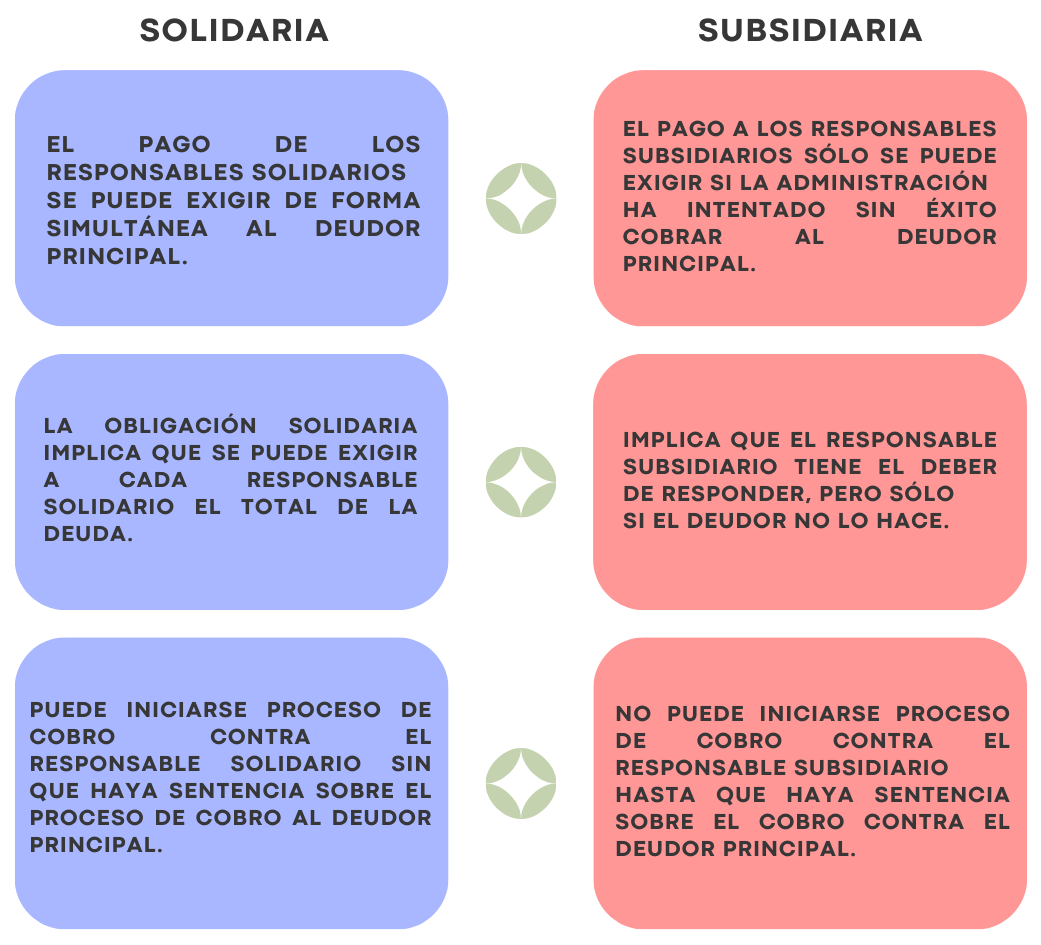 SOLIDARIA
SUBSIDIARIA
EL PAGO DE LOS
RESPONSABLES SOLIDARIOS
SE PUEDE EXIGIR DE FORMA
SIMULTÁNEA AL DEUDOR
PRINCIPAL.
EL PAGO A LOS RESPONSABLES
SUBSIDIARIOS SÓLO SE PUEDE
EXIGIR SI LA ADMINISTRACIÓN
HA INTENTADO SIN ÉXITO
COBRAR AL DEUDOR
PRINCIPAL.
LA OBLIGACIÓN SOLIDARIA
IMPLICA QUE SE PUEDE EXIGIR
A CADA RESPONSABLE
SOLIDARIO EL TOTAL DE LA
DEUDA.
IMPLICA QUE EL RESPONSABLE
SUBSIDIARIO TIENE EL DEBER
DE RESPONDER, PERO SÓLO
SI EL DEUDOR NO LO HACE.
PUEDE INICIARSE PROCESO DE
COBRO CONTRA EL
RESPONSABLE SOLIDARIO SIN
QUE HAYA SENTENCIA SOBRE EL
PROCESO DE COBRO AL DEUDOR
PRINCIPAL.
NO PUEDE INICIARSE PROCESO
DE COBRO CONTRA EL
RESPONSABLE SUBSIDIARIO
HASTA QUE HAYA SENTENCIA
SOBRE EL COBRO CONTRA EL
DEUDOR PRINCIPAL.